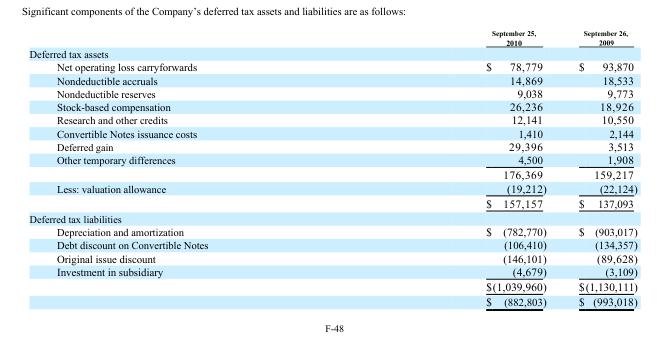 Significant components of the Company's deferred tax assets and liabilities are as follows:
September 25, 2010 September 26, 2009
Deferred tax assets
Net operating loss carryforwards $ 78,779 $ 93,870
Nondeductible accruals 14,869 18,533
Nondeductible reserves 9,038 9,773
Stock-based compensation 26,236 18,926
Research and other credits 12,141 10,550
Convertible Notes issuance costs 1,410 2,144
Deferred gain 29,396 3,513
Other temporary differences 4,500 1,908
176,369 159,217
Less: valuation allowance (19,212) (22,124)
$ 157,157 $ 137,093
Deferred tax liabilities
Depreciation and amortization $ (782,770) $ (903,017)
Debt discount on Convertible Notes (106,410) (134,357)
Original issue discount (146,101) (89,628)
Investment in subsidiary (4,679) (3,109)
$(1,039,960) $(1,130,111)
$ (882,803) $ (993,018)
F-48